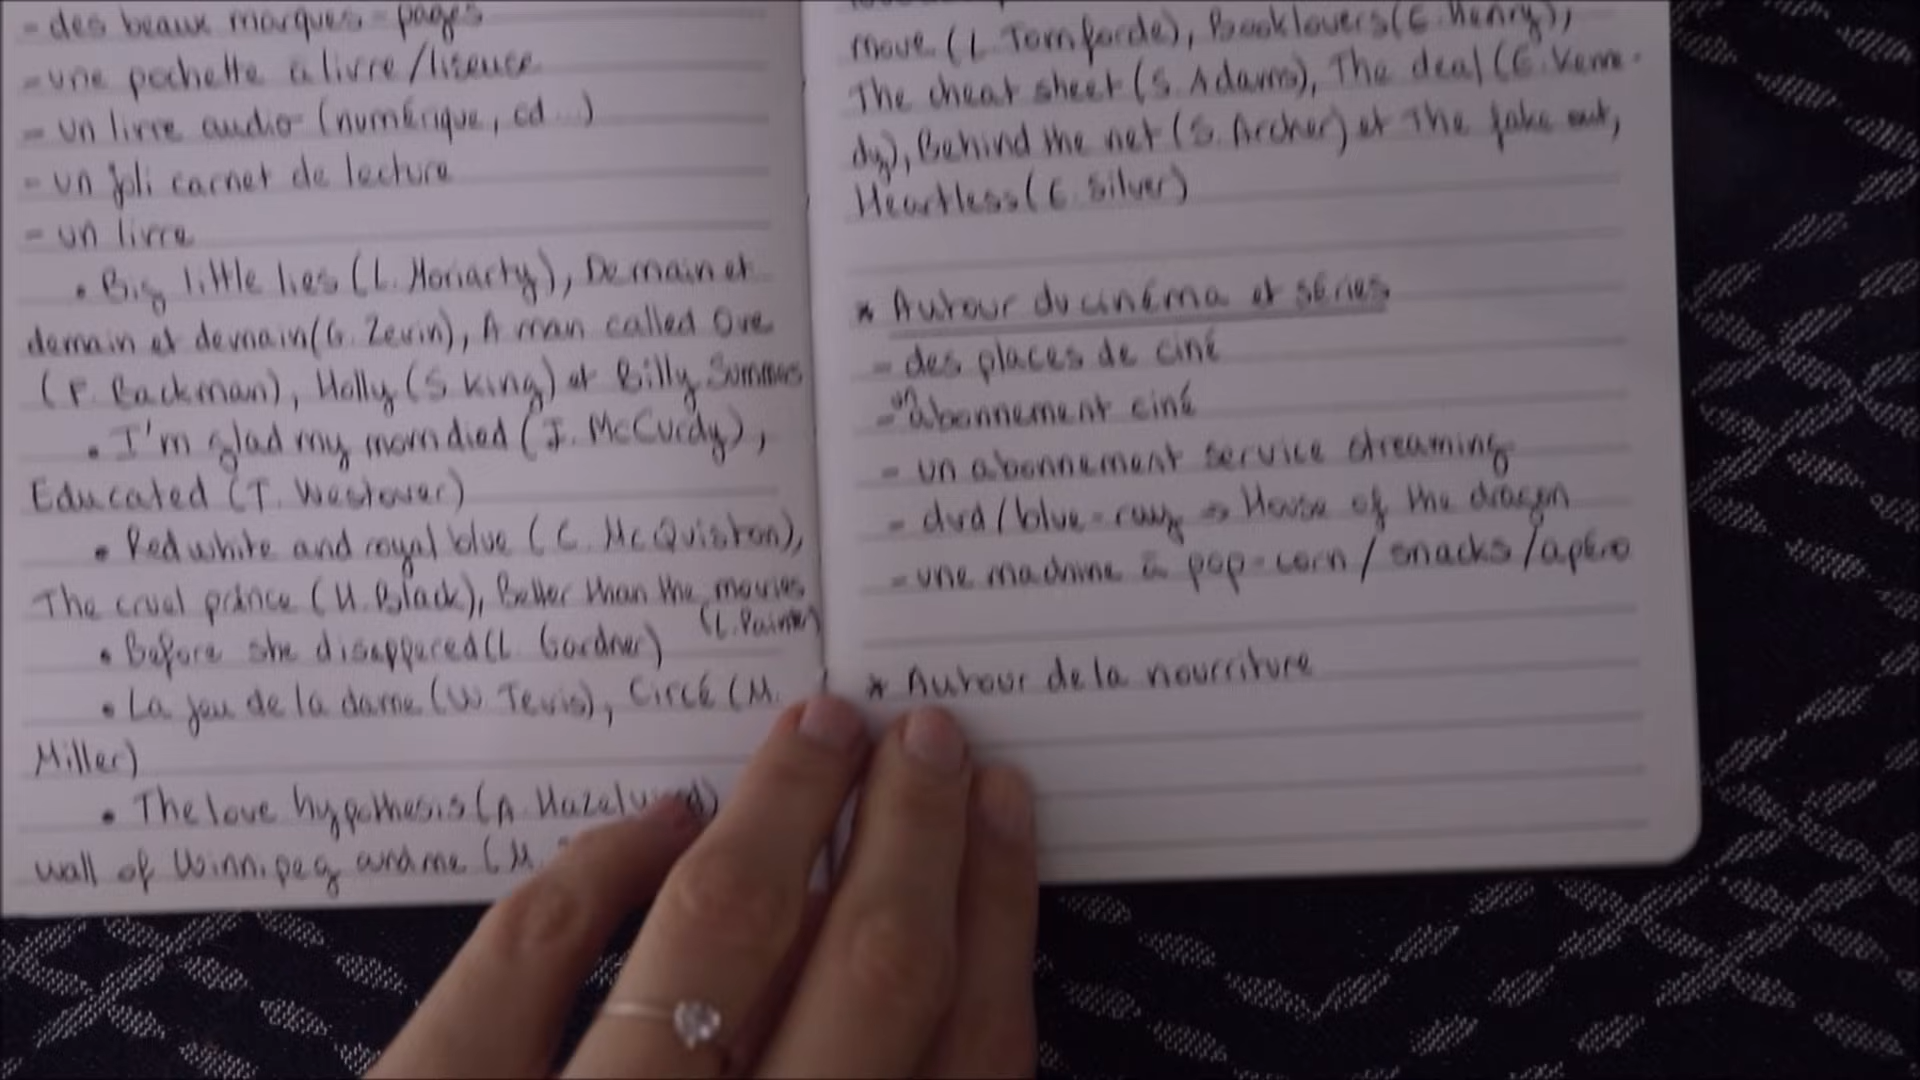 - des beaux marques-pages
- une pochette à livre/liseuse
- un livre audio (numérique, cd ...)
- un joli carnet de lecture
- un livre
• Big little lies (L. Moriarty), Demain et
demain et demain (G. Zevin), A man called Ove
(F. Backman), Holly (S. King) et Billy Summers
• I'm glad my mom died (J. McCurdy),
Educated (T. Westover)
• Red white and royal blue (C. McQuiston),
The cruel prince (H. Black), Better than the movies
(L. Painter)
• Before she disappeared (L. Gardner)
• La jeu de la dame (W. Tevis), Circé (M.
Miller)
• The love hypothesis (A. Hazelwood)
wall of Winnipeg and me (M.
move (L. Tomforde), Book lovers (E. Henry),
The cheat sheet (S. Adams), The deal (E. Kenne-
dy), Behind the net (S. Archer) et The fake out,
Heartless (E. Silver)
* Autour du cinéma et séries
- des places de ciné
- un abonnement ciné
- un abonnement service streaming
- dvd/blue-ray => House of the dragon
- une machine à pop-corn / snacks / apéro
* Autour de la nourriture